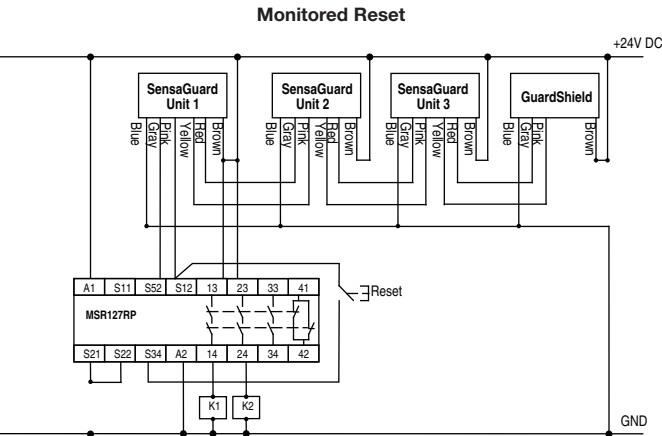 Monitored Reset
+24V DC
SensaGuard
Unit 1
SensaGuard
Unit 2
SensaGuard
Unit 3
GuardShield
Blue
Gray
Pink
Yellow
Red
Brown
Blue
Gray
Pink
Yellow
Red
Brown
Blue
Gray
Pink
Yellow
Red
Brown
Blue
Gray
Pink
Brown
A1 S11 S52 S12 13 23 33 41
Reset
MSR127RP
S21 S22 S34 A2 14 24 34 42
K1 K2
GND